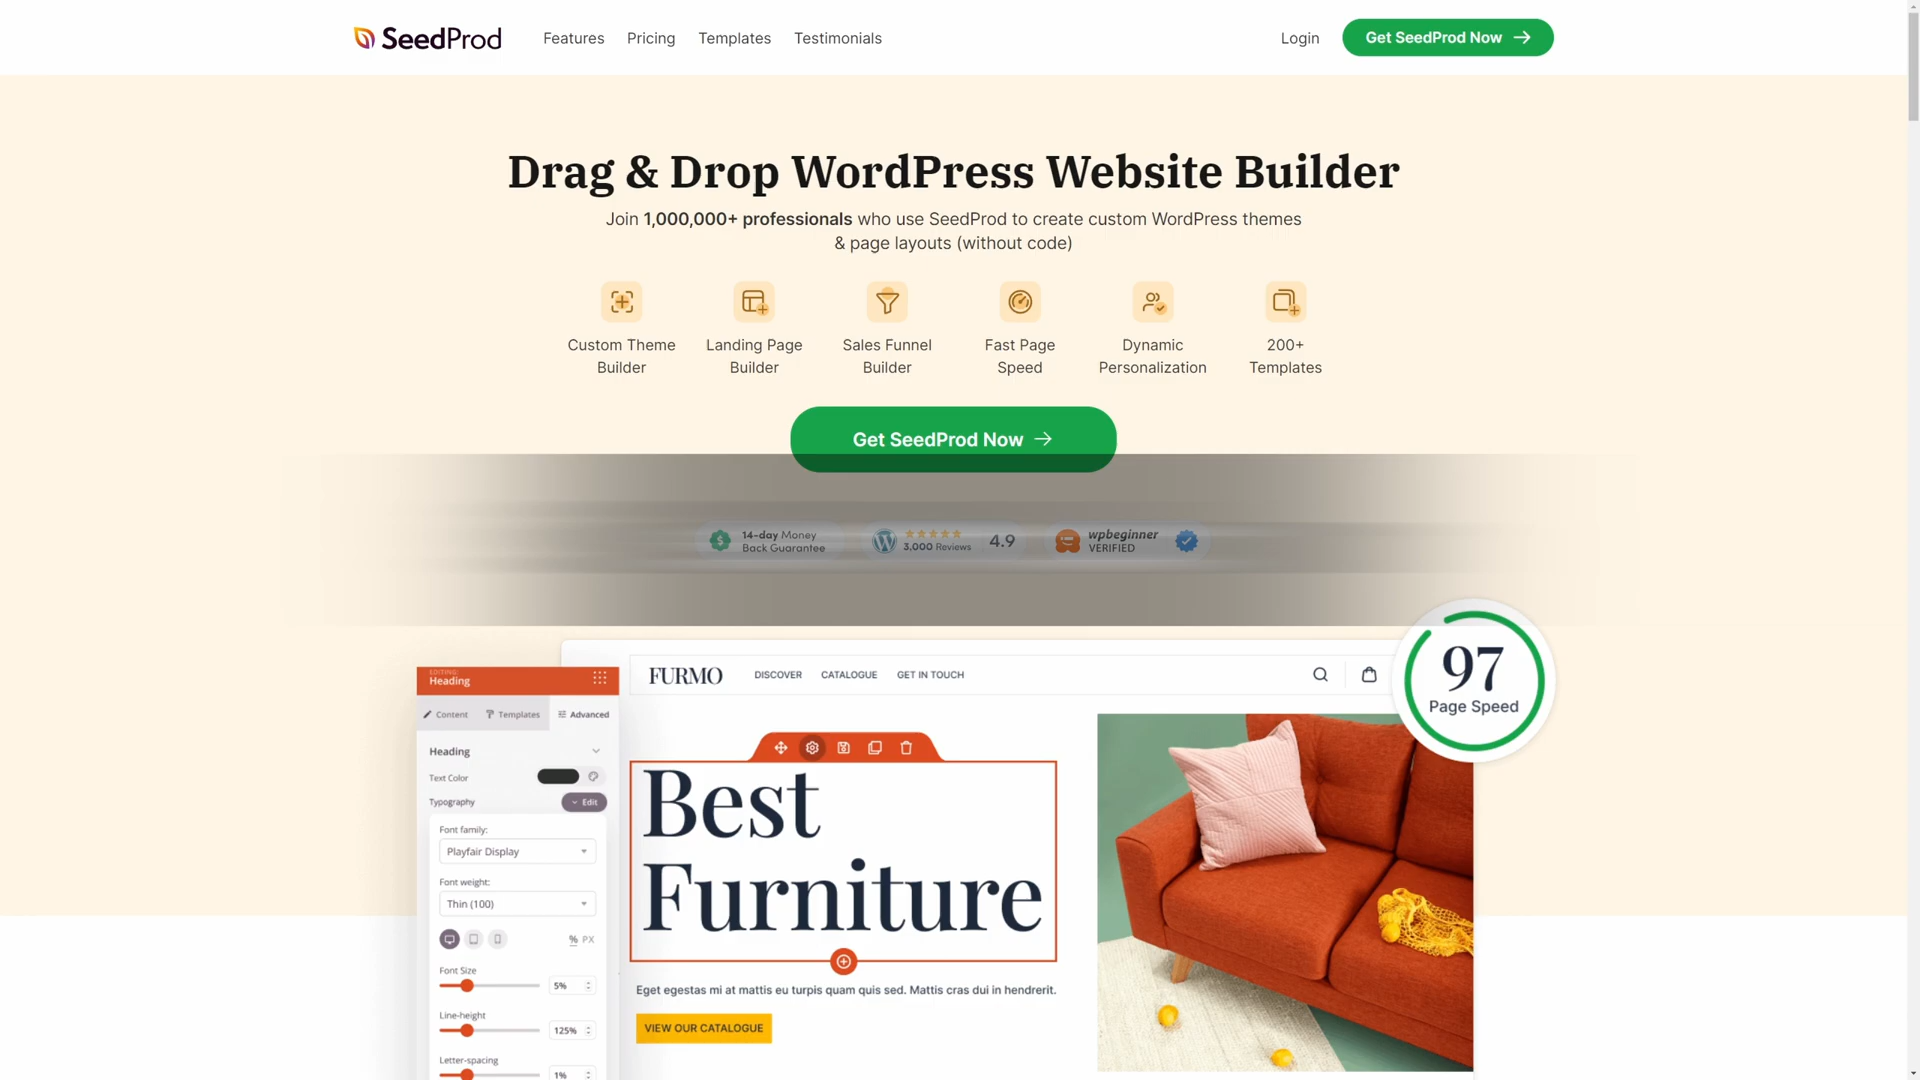 SeedProd
Features
Pricing
Templates
Testimonials
Login
Get SeedProd Now
Drag & Drop WordPress Website Builder
Join 1,000,000+ professionals who use SeedProd to create custom WordPress themes
& page layouts (without code)
Custom Theme
Builder
Landing Page
Builder
Sales Funnel
Builder
Fast Page
Speed
Dynamic
Personalization
200+
Templates
Get SeedProd Now
14-day Money
Back Guarantee
3,000 Reviews
4.9
wpbeginner
VERIFIED
97
Page Speed
EDITING:
Heading
Content
Templates
Advanced
Heading
Text Color
Typography
Edit
Font family:
Playfair Display
Font weight:
Thin (100)
% PX
Font Size
5%
Line-height
125%
Letter-spacing
1%
FURMO
DISCOVER
CATALOGUE
GET IN TOUCH
Best
Furniture
Eget egestas mi at mattis eu turpis quam quis sed. Mattis cras dui in hendrerit.
VIEW OUR CATALOGUE